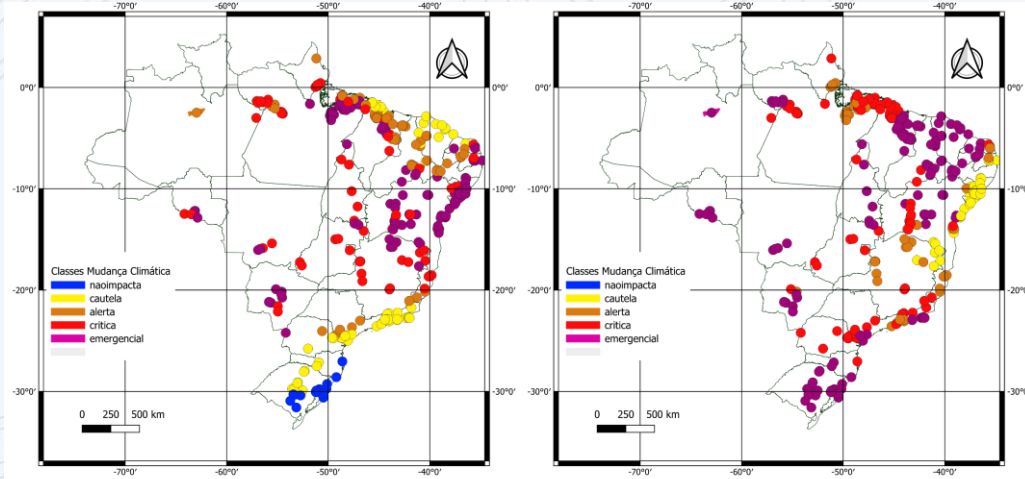 -70°0' -60°0' -50°0' -40°0'
0°0' 0°0'
-10°0' -10°0'
-20°0' -20°0'
-30°0' -30°0'
Classes Mudança Climática
naoimpacta
cautela
alerta
critica
emergencial
0 250 500 km
-70°0' -60°0' -50°0' -40°0'
-70°0' -60°0' -50°0' -40°0'
0°0' 0°0'
-10°0' -10°0'
-20°0' -20°0'
-30°0' -30°0'
Classes Mudança Climática
naoimpacta
cautela
alerta
critica
emergencial
0 250 500 km
-70°0' -60°0' -50°0' -40°0'